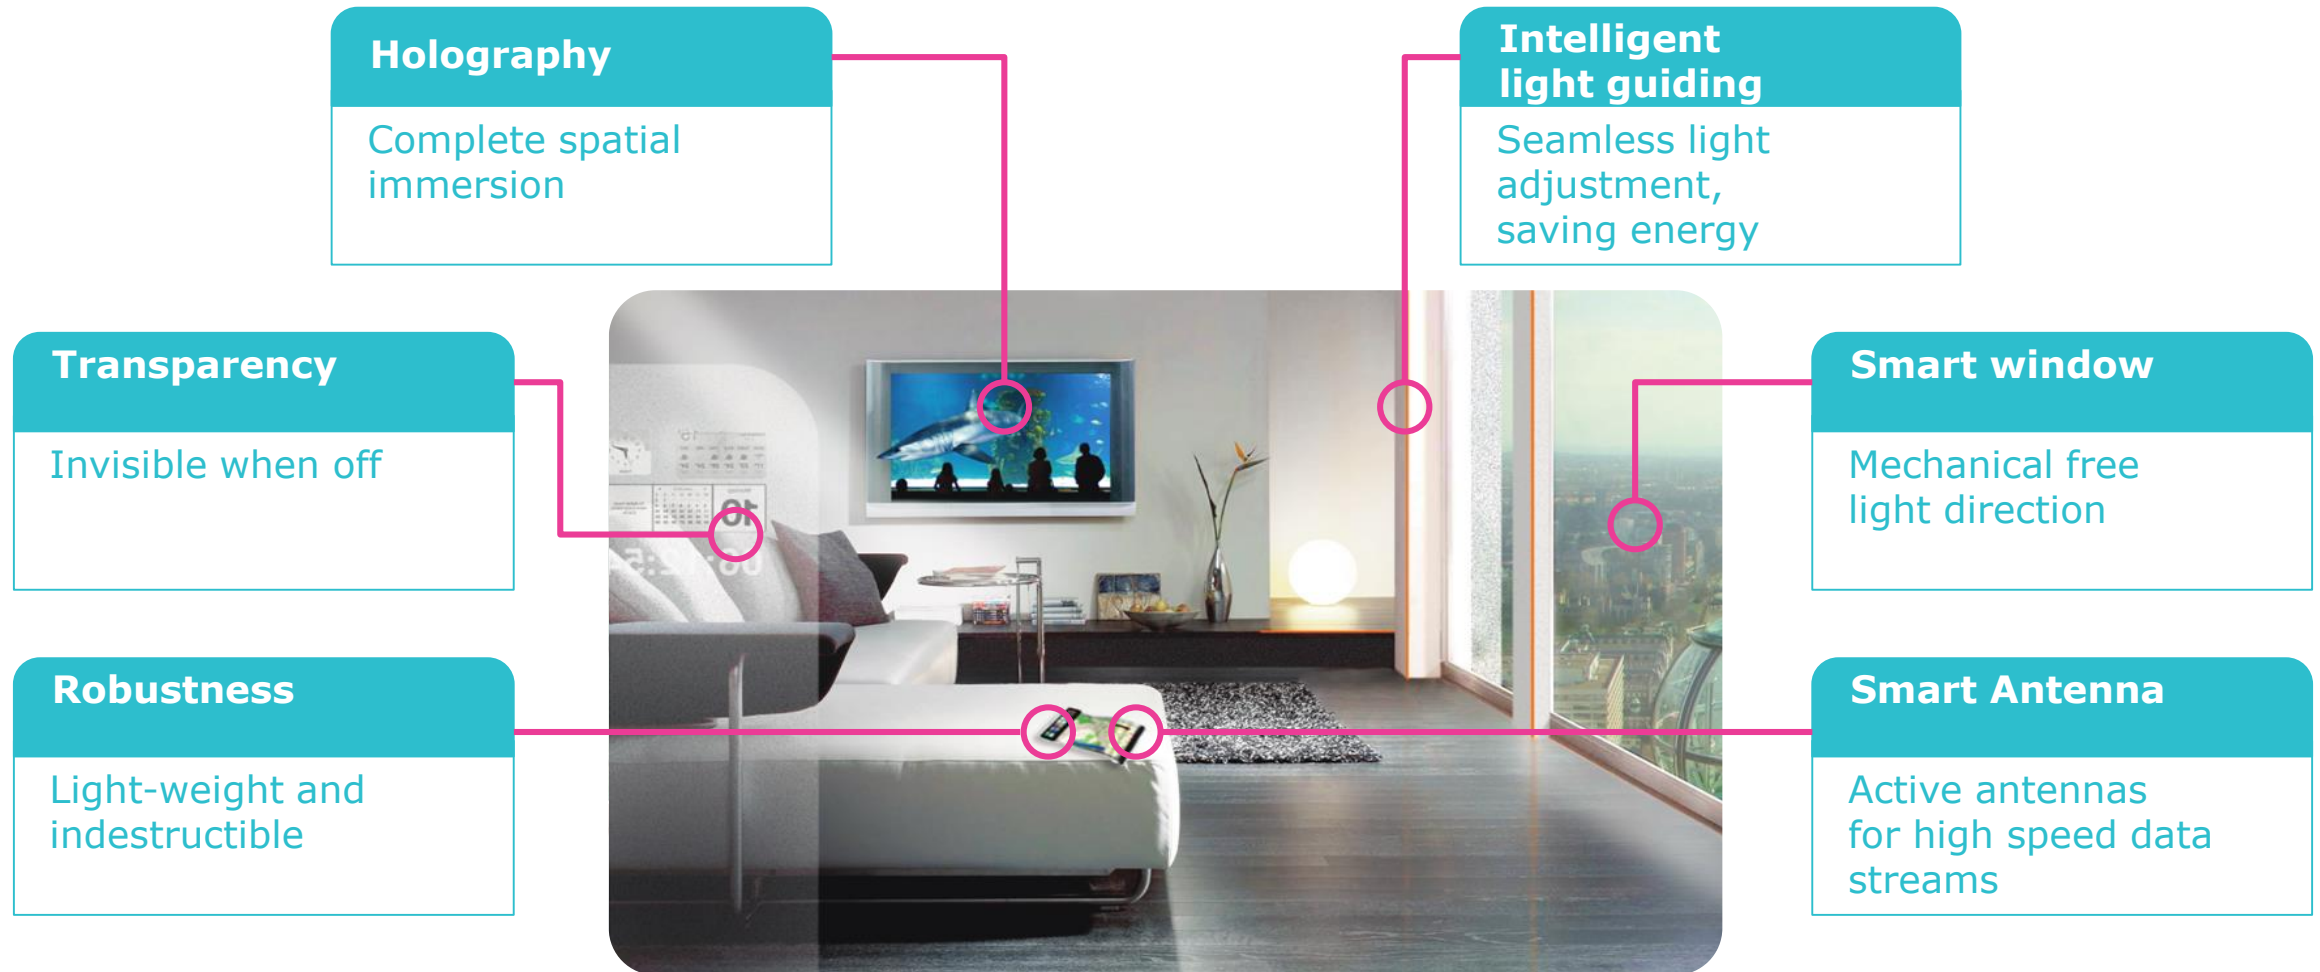 Holography
Complete spatial
immersion
Intelligent
light guiding
Seamless light
adjustment,
saving energy
Transparency
Invisible when off
Smart window
Mechanical free
light direction
Robustness
Light-weight and
indestructible
Smart Antenna
Active antennas
for high speed data
streams
10